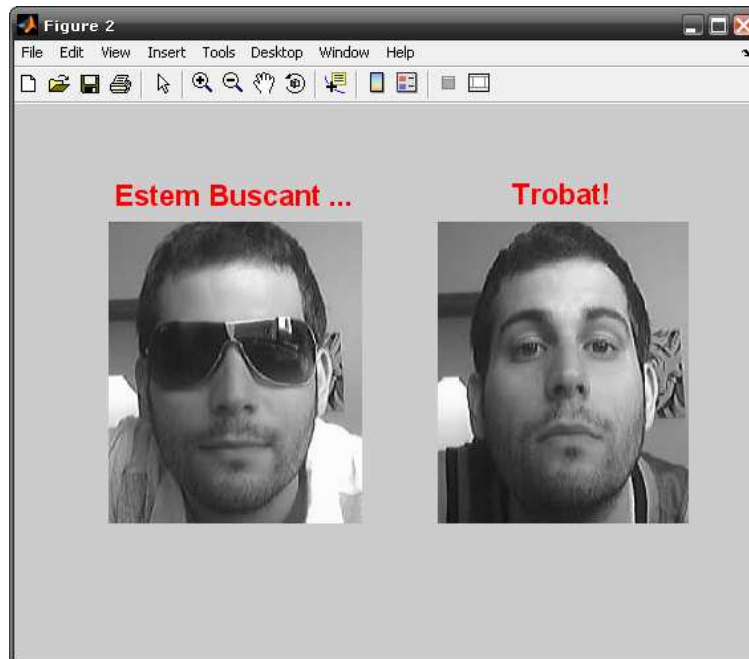 Figure 2
File Edit View Insert Tools Desktop Window Help
Estem Buscant ...
Trobat!